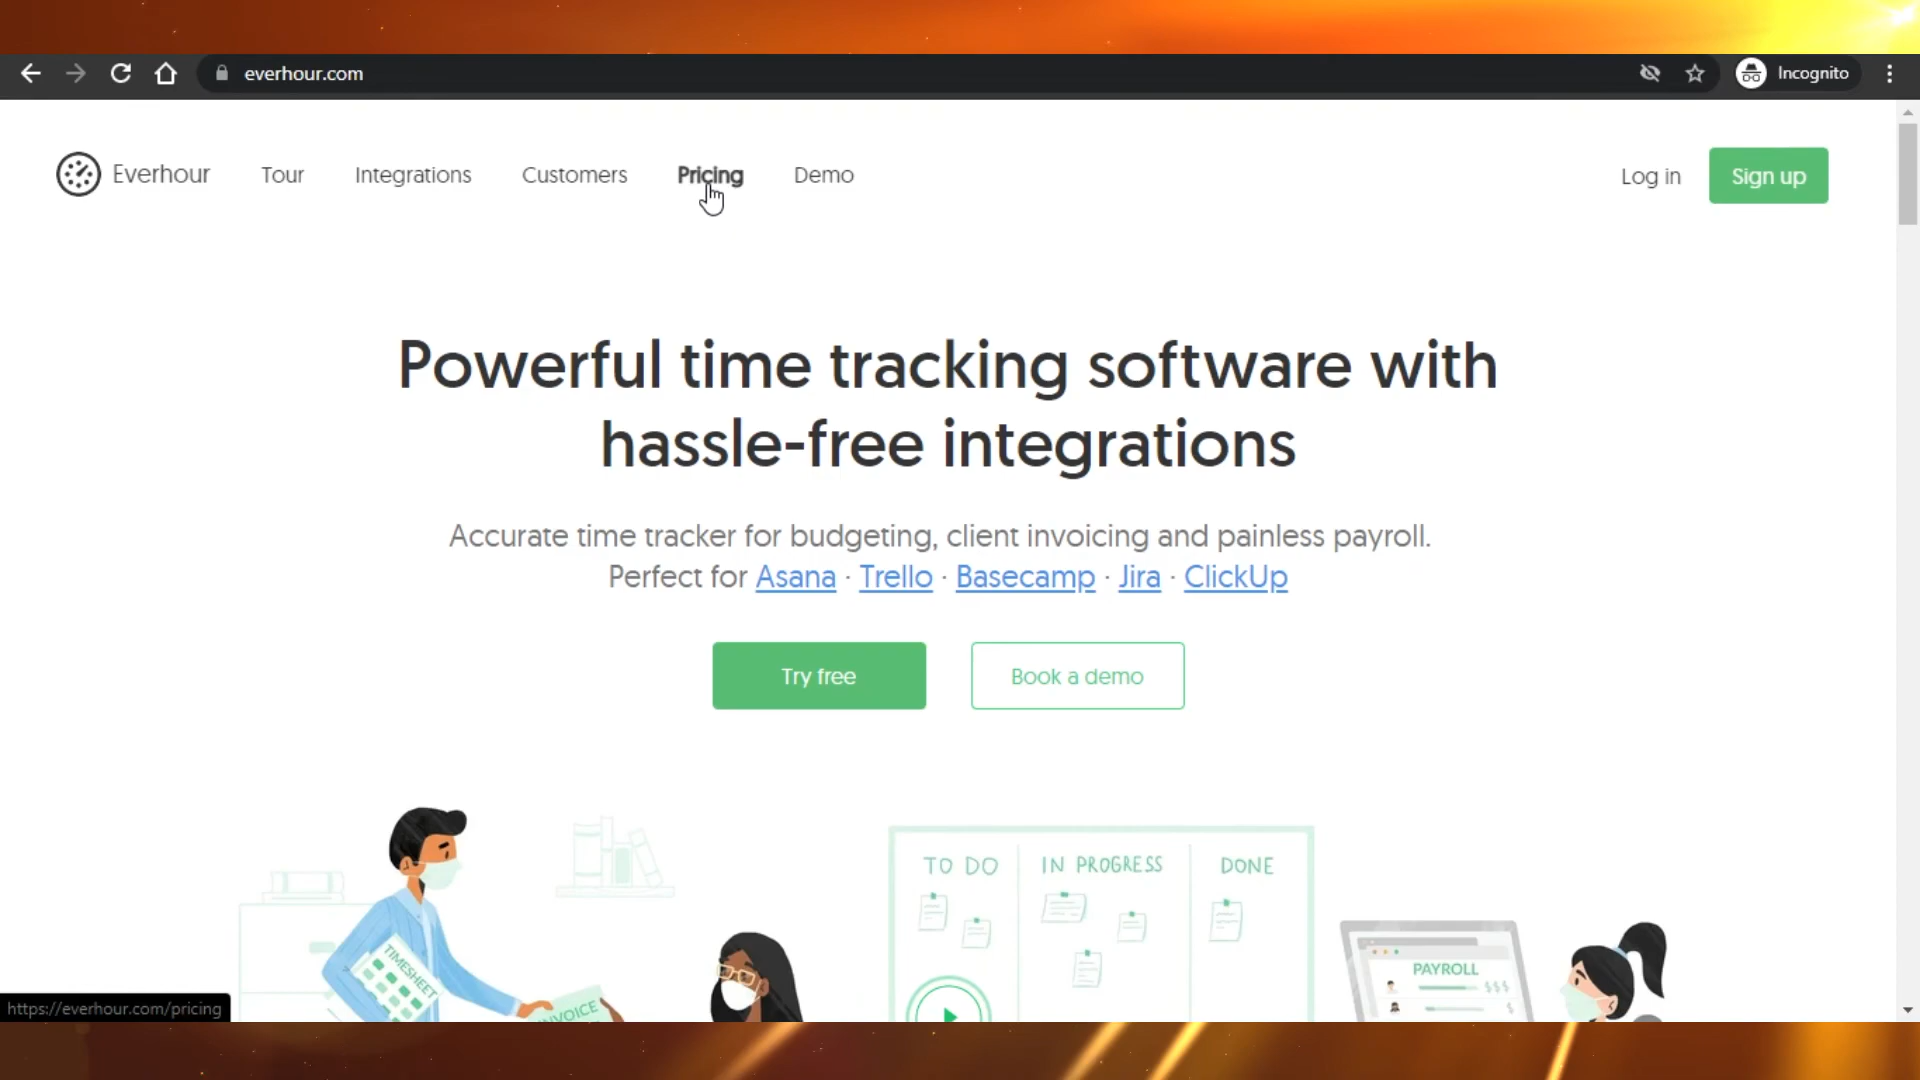 everhour.com
Incognito
Everhour
Tour
Integrations
Customers
Pricing
Demo
Log in
Sign up
Powerful time tracking software with
hassle-free integrations
Accurate time tracker for budgeting, client invoicing and painless payroll.
Perfect for Asana · Trello · Basecamp · Jira · ClickUp
Try free
Book a demo
TO DO
IN PROGRESS
DONE
TIMESHEET
INVOICE
PAYROLL
$$$
$
https://everhour.com/pricing